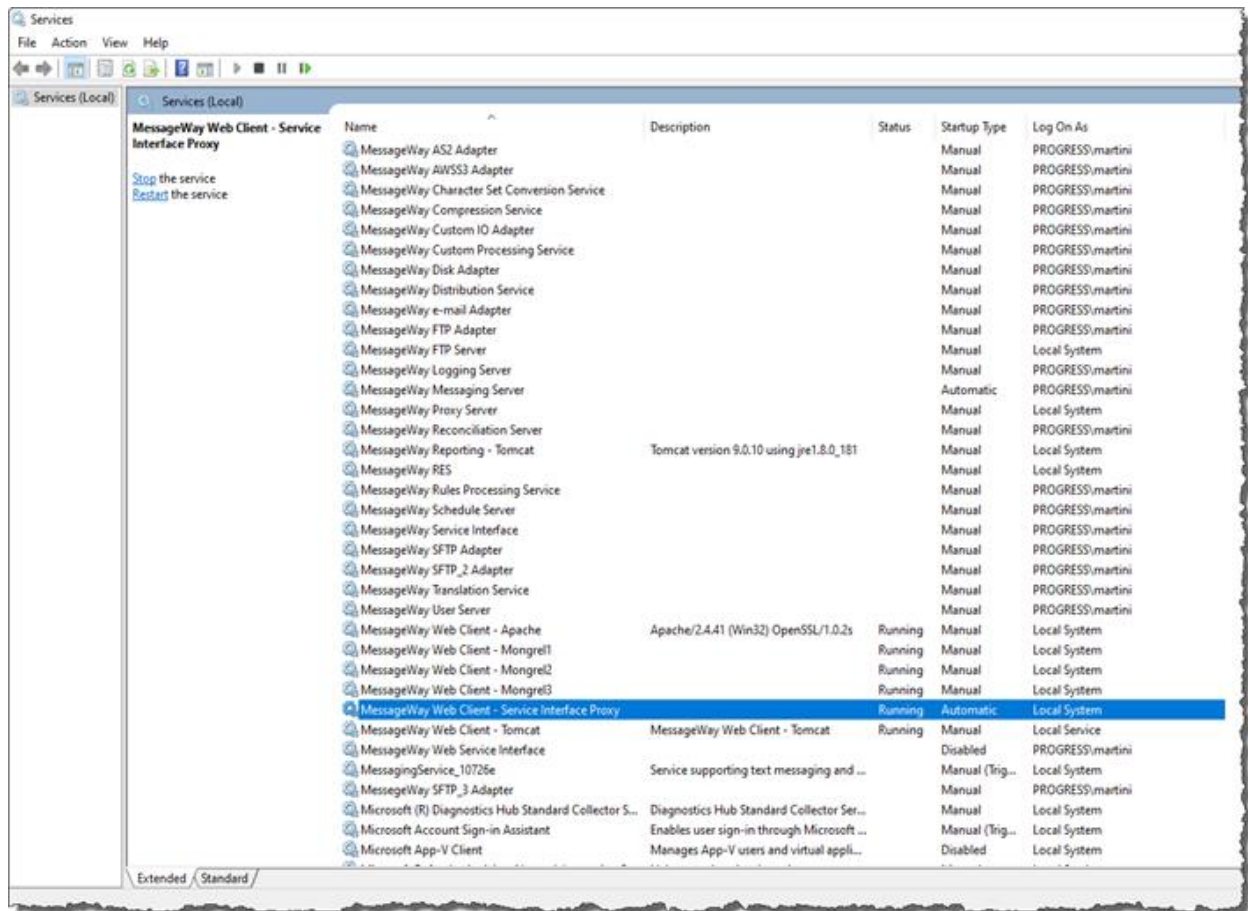 Services
File Action View Help
Services (Local)
Services (Local)
MessageWay Web Client - Service
Interface Proxy
Stop the service
Restart the service
Name Description Status Startup Type Log On As
MessageWay AS2 Adapter Manual PROGRESS\martini
MessageWay AWSS3 Adapter Manual PROGRESS\martini
MessageWay Character Set Conversion Service Manual PROGRESS\martini
MessageWay Compression Service Manual PROGRESS\martini
MessageWay Custom IO Adapter Manual PROGRESS\martini
MessageWay Custom Processing Service Manual PROGRESS\martini
MessageWay Disk Adapter Manual PROGRESS\martini
MessageWay Distribution Service Manual PROGRESS\martini
MessageWay e-mail Adapter Manual PROGRESS\martini
MessageWay FTP Adapter Manual PROGRESS\martini
MessageWay FTP Server Manual Local System
MessageWay Logging Server Manual PROGRESS\martini
MessageWay Messaging Server Automatic PROGRESS\martini
MessageWay Proxy Server Manual Local System
MessageWay Reconciliation Server Manual PROGRESS\martini
MessageWay Reporting - Tomcat Tomcat version 9.0.10 using jre1.8.0_181 Manual Local System
MessageWay RES Manual Local System
MessageWay Rules Processing Service Manual PROGRESS\martini
MessageWay Schedule Server Manual PROGRESS\martini
MessageWay Service Interface Manual PROGRESS\martini
MessageWay SFTP Adapter Manual PROGRESS\martini
MessageWay SFTP_2 Adapter Manual PROGRESS\martini
MessageWay Translation Service Manual PROGRESS\martini
MessageWay User Server Manual PROGRESS\martini
MessageWay Web Client - Apache Apache/2.4.41 (Win32) OpenSSL/1.0.2s Running Manual Local System
MessageWay Web Client - Mongrel1 Running Manual Local System
MessageWay Web Client - Mongrel2 Running Manual Local System
MessageWay Web Client - Mongrel3 Running Manual Local System
MessageWay Web Client - Service Interface Proxy Running Automatic Local System
MessageWay Web Client - Tomcat MessageWay Web Client - Tomcat Running Manual Local Service
MessageWay Web Service Interface Disabled PROGRESS\martini
MessagingService_10726e Service supporting text messaging and ... Manual (Trig... Local System
MessegeWay SFTP_3 Adapter Manual PROGRESS\martini
Microsoft (R) Diagnostics Hub Standard Collector S... Diagnostics Hub Standard Collector Ser... Manual Local System
Microsoft Account Sign-in Assistant Enables user sign-in through Microsoft ... Manual (Trig... Local System
Microsoft App-V Client Manages App-V users and virtual appli... Disabled Local System
Extended Standard